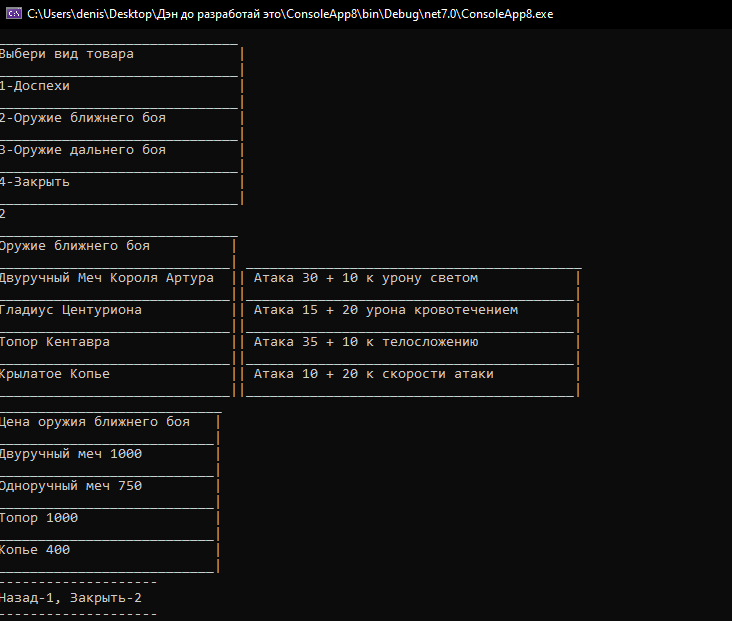 C:\Users\denis\Desktop\Дэн до разработай это\ConsoleApp8\bin\Debug\net7.0\ConsoleApp8.exe
Выбери вид товара
1-Доспехи
2-Оружие ближнего боя
3-Оружие дальнего боя
4-Закрыть
2
Оружие ближнего боя
Двуручный Меч Короля Артура || Атака 30 + 10 к урону светом
Гладиус Центуриона || Атака 15 + 20 урона кровотечением
Топор Кентавра || Атака 35 + 10 к телосложению
Крылатое Копье || Атака 10 + 20 к скорости атаки
Цена оружия ближнего боя
Двуручный меч 1000
Одноручный меч 750
Топор 1000
Копье 400
--------------------
Назад-1, Закрыть-2
--------------------